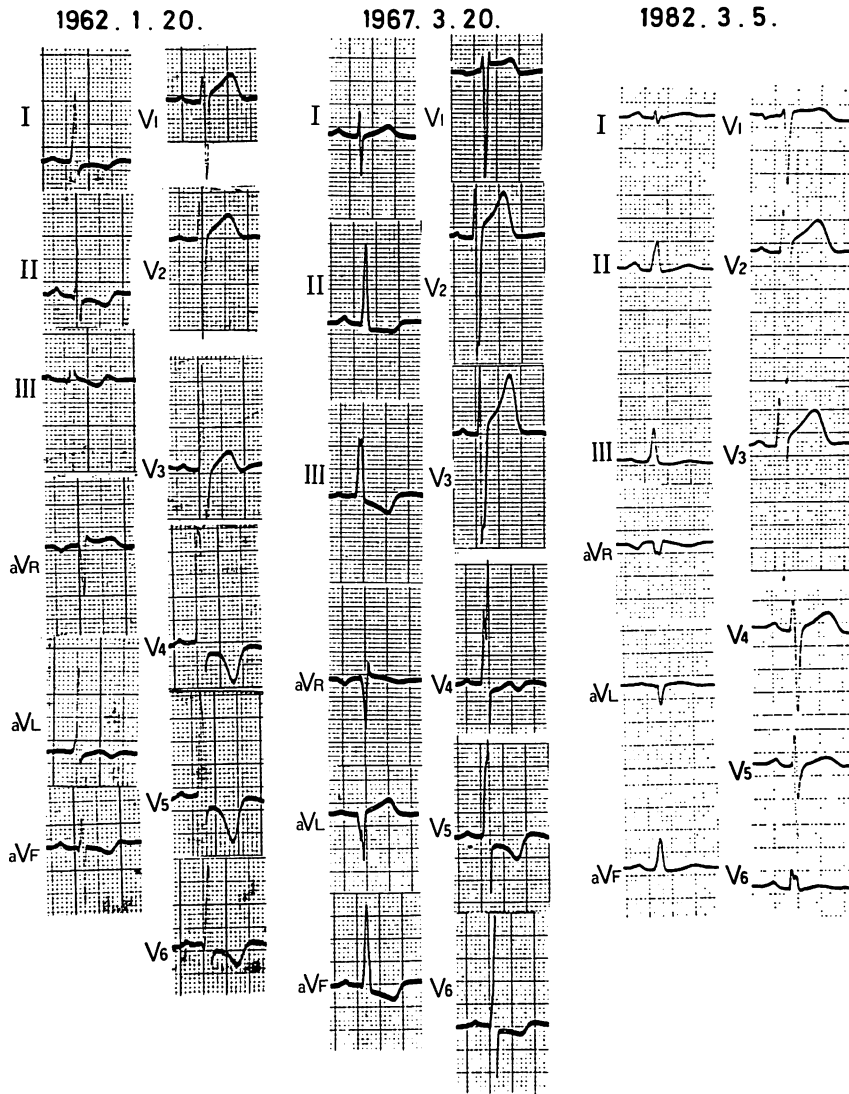 1962. 1. 20.
I
II
III
aVR
aVL
aVF
V1
V2
V3
V4
V5
V6
1967. 3. 20.
I
II
III
aVR
aVL
aVF
V1
V2
V3
V4
V5
V6
1982. 3. 5.
I
II
III
aVR
aVL
aVF
V1
V2
V3
V4
V5
V6